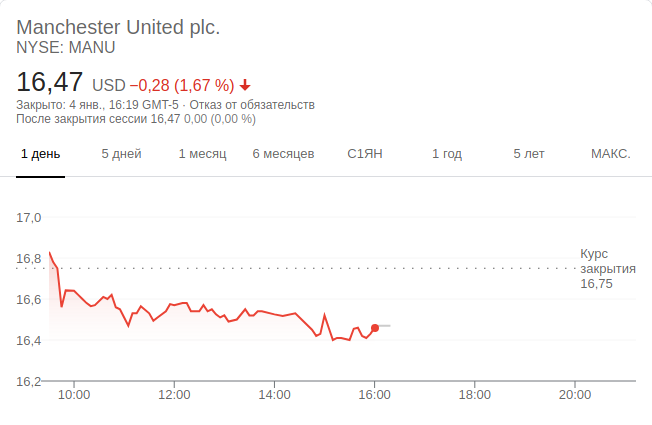 Manchester United plc.
NYSE: MANU
16,47 USD −0,28 (1,67 %)
Закрыто: 4 янв., 16:19 GMT-5 · Отказ от обязательств
После закрытия сессии 16,47 0,00 (0,00 %)
1 день 5 дней 1 месяц 6 месяцев С1ЯН 1 год 5 лет МАКС.
17,0
16,8
16,6
16,4
16,2
Курс
закрытия
16,75
10:00 12:00 14:00 16:00 18:00 20:00